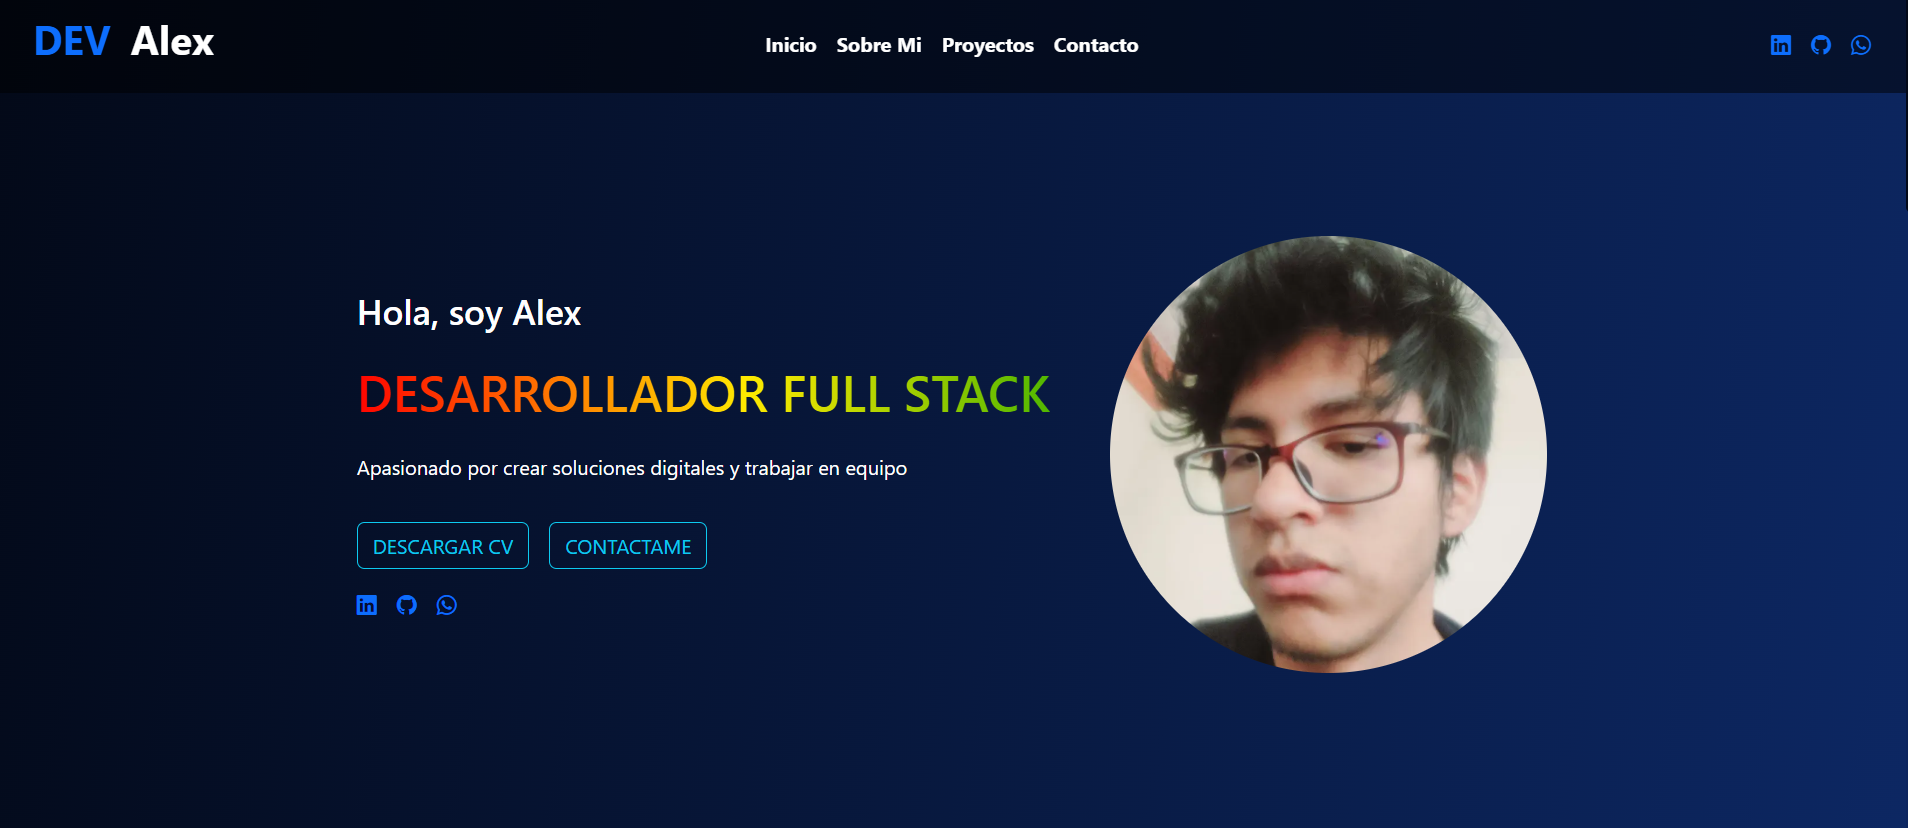 DEV Alex
Inicio Sobre Mi Proyectos Contacto
Hola, soy Alex
DESARROLLADOR FULL STACK
Apasionado por crear soluciones digitales y trabajar en equipo
DESCARGAR CV CONTACTAME